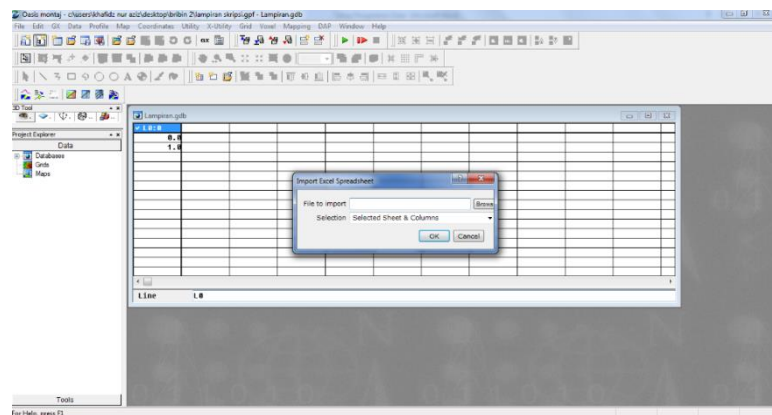 Oasis montaj - c:\users\khafidz nur aziz\desktop\bribin 2\lampiran skripsi.gpf - Lampiran.gdb
File Edit GX Data Profile Map Coordinates Utility X-Utility Grid Voxel Mapping DAP Window Help
3D Tool
Project Explorer
Data
Databases
Grids
Maps
Lampiran.gdb
L0:0
0.0
1.0
Import Excel Spreadsheet
File to import
Browse
Selection Selected Sheet & Columns
OK Cancel
Line L0
Tools
For Help, press F1